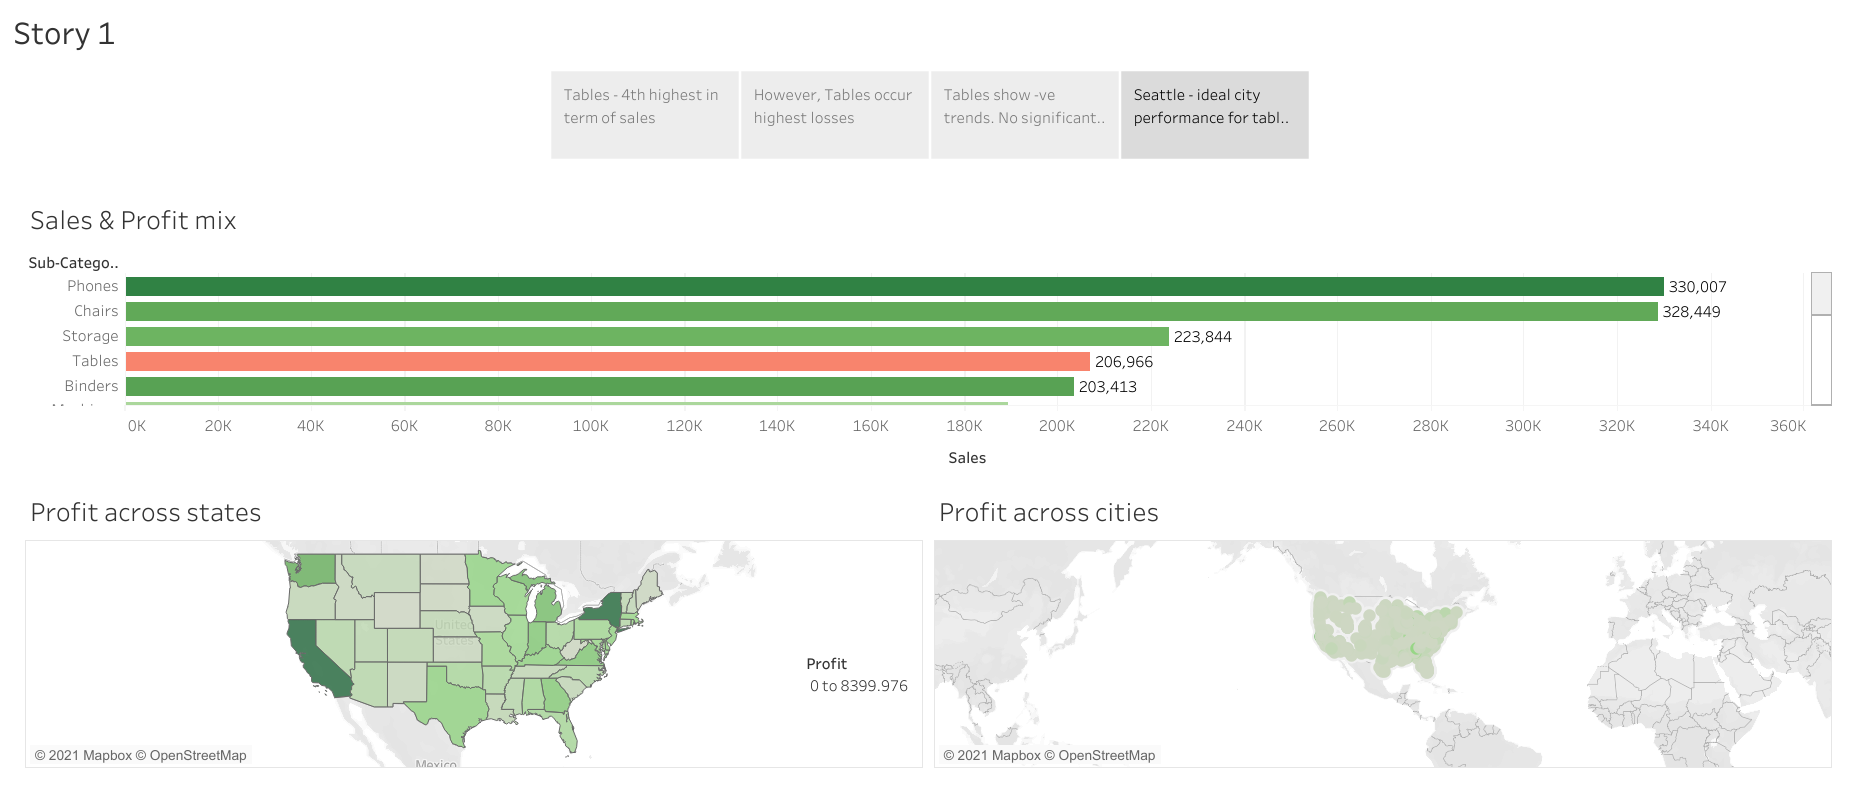 Story 1
Tables - 4th highest in
term of sales
However, Tables occur
highest losses
Tables show -ve
trends. No significant..
Seattle - ideal city
performance for tabl..
Sales & Profit mix
Sub-Catego..
Phones 330,007
Chairs 328,449
Storage 223,844
Tables 206,966
Binders 203,413
0K 20K 40K 60K 80K 100K 120K 140K 160K 180K 200K 220K 240K 260K 280K 300K 320K 340K 360K
Sales
Profit across states
Profit across cities
United
States
Profit
0 to 8399.976
© 2021 Mapbox © OpenStreetMap
Mexico
© 2021 Mapbox © OpenStreetMap